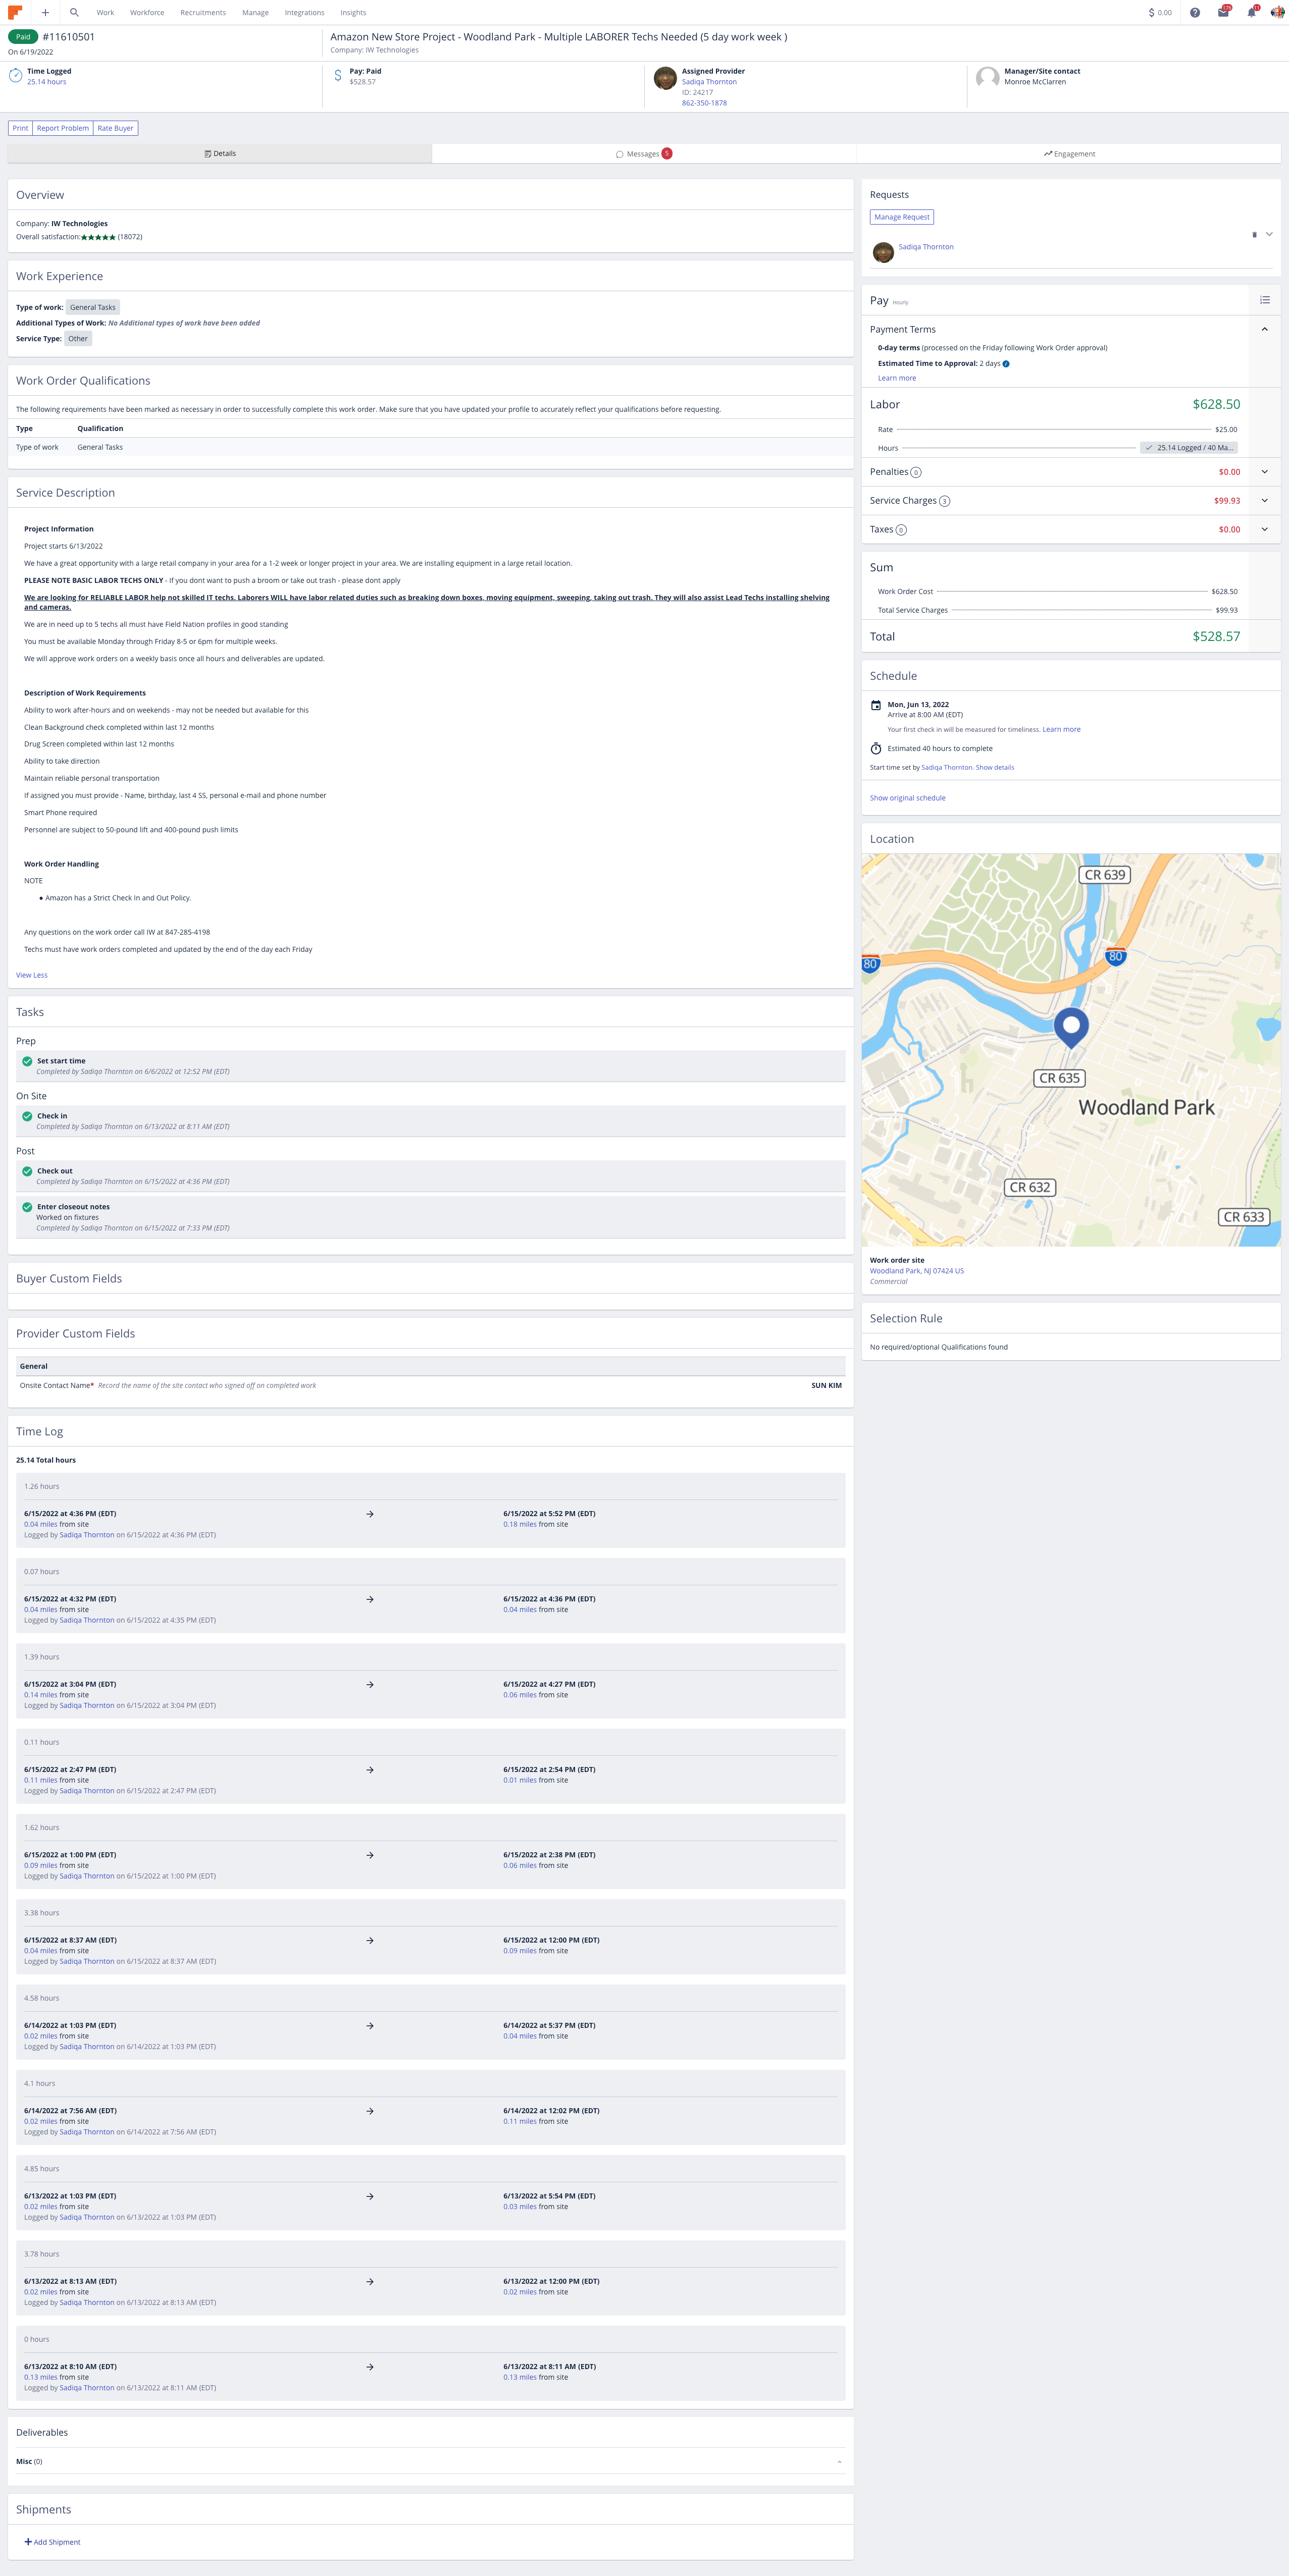 Work Workforce Recruitments Manage Integrations Insights
$ 0.00
Paid #11610501
On 6/19/2022
Amazon New Store Project - Woodland Park - Multiple LABORER Techs Needed (5 day work week )
Company: IW Technologies
Time Logged
25.14 hours
Pay: Paid
$528.57
Assigned Provider
Sadiqa Thornton
ID: 24217
862-350-1878
Manager/Site contact
Monroe McClarren
Print Report Problem Rate Buyer
Details Messages 5 Engagement
Overview
Company: IW Technologies
Overall satisfaction: (18072)
Work Experience
Type of work: General Tasks
Additional Types of Work: No Additional types of work have been added
Service Type: Other
Work Order Qualifications
The following requirements have been marked as necessary in order to successfully complete this work order. Make sure that you have updated your profile to accurately reflect your qualifications before requesting.
Type Qualification
Type of work General Tasks
Service Description
Project Information
Project starts 6/13/2022
We have a great opportunity with a large retail company in your area for a 1-2 week or longer project in your area. We are installing equipment in a large retail location.
PLEASE NOTE BASIC LABOR TECHS ONLY - If you dont want to push a broom or take out trash - please dont apply
We are looking for RELIABLE LABOR help not skilled IT techs. Laborers WILL have labor related duties such as breaking down boxes, moving equipment, sweeping, taking out trash. They will also assist Lead Techs installing shelving
and cameras.
We are in need up to 5 techs all must have Field Nation profiles in good standing
You must be available Monday through Friday 8-5 or 6pm for multiple weeks.
We will approve work orders on a weekly basis once all hours and deliverables are updated.
Description of Work Requirements
Ability to work after-hours and on weekends - may not be needed but available for this
Clean Background check completed within last 12 months
Drug Screen completed within last 12 months
Ability to take direction
Maintain reliable personal transportation
If assigned you must provide - Name, birthday, last 4 SS, personal e-mail and phone number
Smart Phone required
Personnel are subject to 50-pound lift and 400-pound push limits
Work Order Handling
NOTE
• Amazon has a Strict Check In and Out Policy.
Any questions on the work order call IW at 847-285-4198
Techs must have work orders completed and updated by the end of the day each Friday
View Less
Tasks
Prep
Set start time
Completed by Sadiqa Thornton on 6/6/2022 at 12:52 PM (EDT)
On Site
Check in
Completed by Sadiqa Thornton on 6/13/2022 at 8:11 AM (EDT)
Post
Check out
Completed by Sadiqa Thornton on 6/15/2022 at 4:36 PM (EDT)
Enter closeout notes
Worked on fixtures
Completed by Sadiqa Thornton on 6/15/2022 at 7:33 PM (EDT)
Buyer Custom Fields
Provider Custom Fields
General
Onsite Contact Name* Record the name of the site contact who signed off on completed work SUN KIM
Time Log
25.14 Total hours
1.26 hours
6/15/2022 at 4:36 PM (EDT) → 6/15/2022 at 5:52 PM (EDT)
0.04 miles from site 0.18 miles from site
Logged by Sadiqa Thornton on 6/15/2022 at 4:36 PM (EDT)
0.07 hours
6/15/2022 at 4:32 PM (EDT) → 6/15/2022 at 4:36 PM (EDT)
0.04 miles from site 0.04 miles from site
Logged by Sadiqa Thornton on 6/15/2022 at 4:35 PM (EDT)
1.39 hours
6/15/2022 at 3:04 PM (EDT) → 6/15/2022 at 4:27 PM (EDT)
0.14 miles from site 0.06 miles from site
Logged by Sadiqa Thornton on 6/15/2022 at 3:04 PM (EDT)
0.11 hours
6/15/2022 at 2:47 PM (EDT) → 6/15/2022 at 2:54 PM (EDT)
0.11 miles from site 0.01 miles from site
Logged by Sadiqa Thornton on 6/15/2022 at 2:47 PM (EDT)
1.62 hours
6/15/2022 at 1:00 PM (EDT) → 6/15/2022 at 2:38 PM (EDT)
0.09 miles from site 0.06 miles from site
Logged by Sadiqa Thornton on 6/15/2022 at 1:00 PM (EDT)
3.38 hours
6/15/2022 at 8:37 AM (EDT) → 6/15/2022 at 12:00 PM (EDT)
0.04 miles from site 0.09 miles from site
Logged by Sadiqa Thornton on 6/15/2022 at 8:37 AM (EDT)
4.58 hours
6/14/2022 at 1:03 PM (EDT) → 6/14/2022 at 5:37 PM (EDT)
0.02 miles from site 0.04 miles from site
Logged by Sadiqa Thornton on 6/14/2022 at 1:03 PM (EDT)
4.1 hours
6/14/2022 at 7:56 AM (EDT) → 6/14/2022 at 12:02 PM (EDT)
0.02 miles from site 0.11 miles from site
Logged by Sadiqa Thornton on 6/14/2022 at 7:56 AM (EDT)
4.85 hours
6/13/2022 at 1:03 PM (EDT) → 6/13/2022 at 5:54 PM (EDT)
0.02 miles from site 0.03 miles from site
Logged by Sadiqa Thornton on 6/13/2022 at 1:03 PM (EDT)
3.78 hours
6/13/2022 at 8:13 AM (EDT) → 6/13/2022 at 12:00 PM (EDT)
0.02 miles from site 0.02 miles from site
Logged by Sadiqa Thornton on 6/13/2022 at 8:13 AM (EDT)
0 hours
6/13/2022 at 8:10 AM (EDT) → 6/13/2022 at 8:11 AM (EDT)
0.13 miles from site 0.13 miles from site
Logged by Sadiqa Thornton on 6/13/2022 at 8:11 AM (EDT)
Deliverables
Misc (0)
Shipments
+ Add Shipment
Requests
Manage Request
Sadiqa Thornton
Pay Hourly
Payment Terms
0-day terms (processed on the Friday following Work Order approval)
Estimated Time to Approval: 2 days
Learn more
Labor $628.50
Rate $25.00
Hours 25.14 Logged / 40 Ma...
Penalties 0 $0.00
Service Charges 3 $99.93
Taxes 0 $0.00
Sum
Work Order Cost $628.50
Total Service Charges $99.93
Total $528.57
Schedule
Mon, Jun 13, 2022
Arrive at 8:00 AM (EDT)
Your first check in will be measured for timeliness. Learn more
Estimated 40 hours to complete
Start time set by Sadiqa Thornton. Show details
Show original schedule
Location
CR 639
80
80
CR 635
Woodland Park
CR 632
CR 633
Work order site
Woodland Park, NJ 07424 US
Commercial
Selection Rule
No required/optional Qualifications found